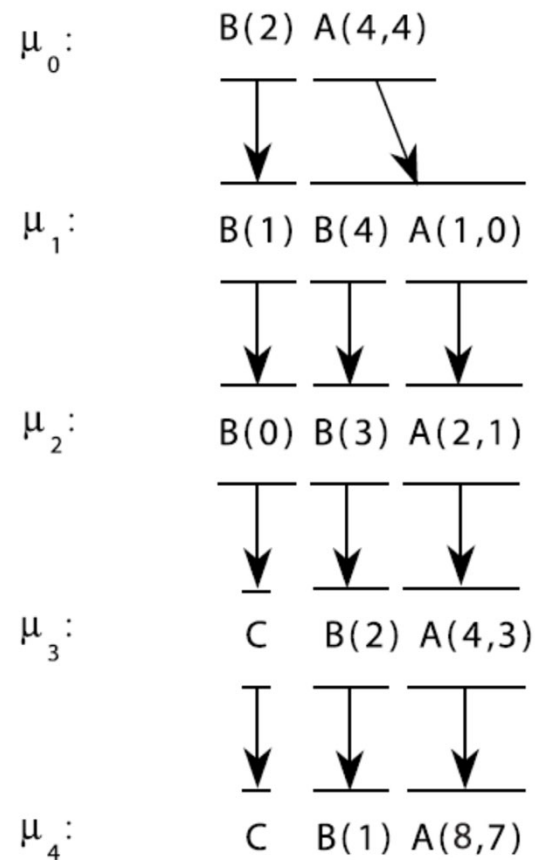 μ₀: B(2) A(4,4)
μ₁: B(1) B(4) A(1,0)
μ₂: B(0) B(3) A(2,1)
μ₃: C B(2) A(4,3)
μ₄: C B(1) A(8,7)